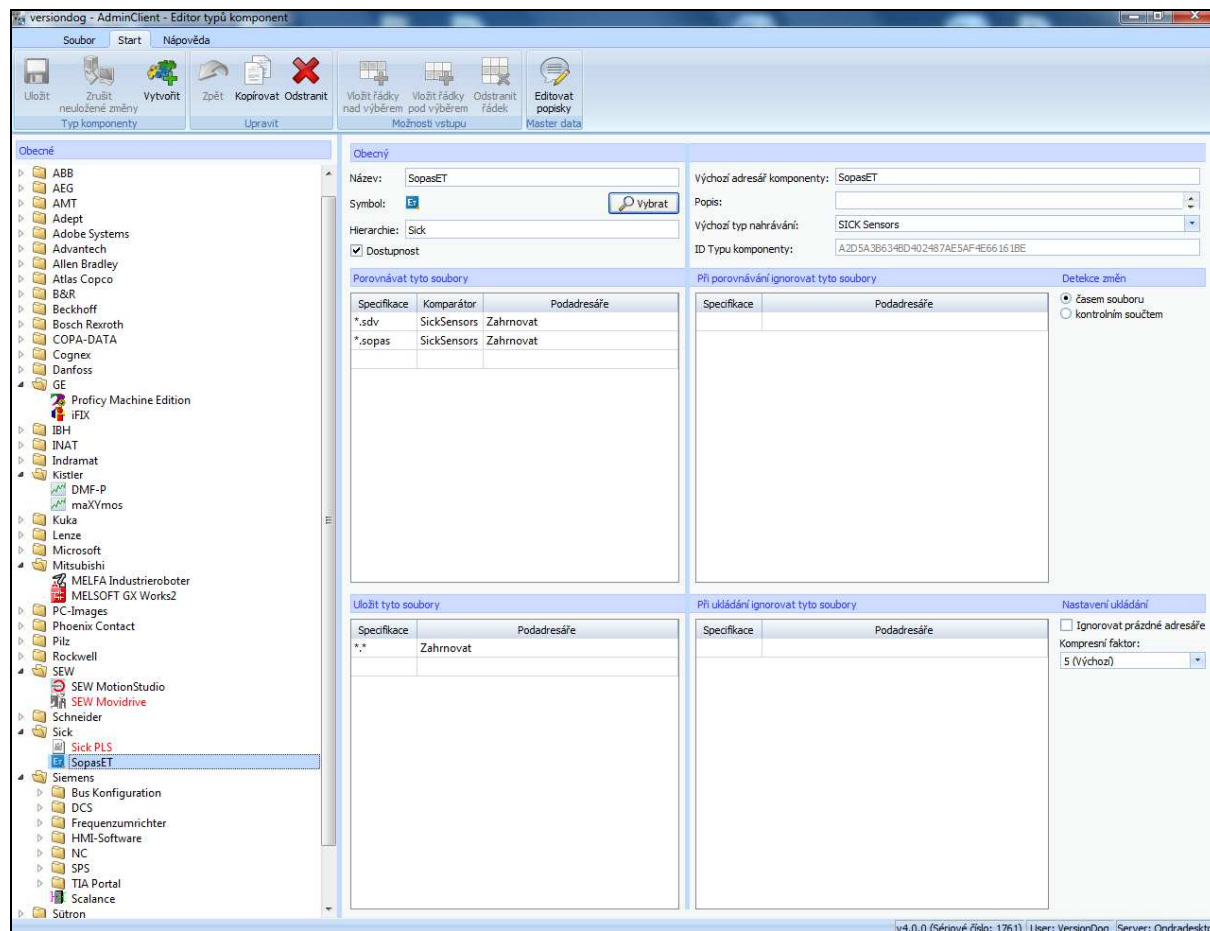 versiondog - AdminClient - Editor typů komponent
Soubor Start Nápověda
Uložit Zrušit neuložené změny Vytvořit Zpět Kopírovat Odstranit Vložit řádky nad výběrem Vložit řádky pod výběrem Odstranit řádek Editovat popisky
Typ komponenty Upravit Možnosti vstupu Master data
Obecné
ABB
AEG
AMT
Adept
Adobe Systems
Advantech
Allen Bradley
Atlas Copco
B&R
Beckhoff
Bosch Rexroth
COPA-DATA
Cognex
Danfoss
GE
Proficy Machine Edition
iFIX
IBH
INAT
Indramat
Kistler
DMF-P
maXYmos
Kuka
Lenze
Microsoft
Mitsubishi
MELFA Industrieroboter
MELSOFT GX Works2
PC-Images
Phoenix Contact
Pilz
Rockwell
SEW
SEW MotionStudio
SEW Movidrive
Schneider
Sick
Sick PLS
SopasET
Siemens
Bus Konfiguration
DCS
Frequenzumrichter
HMI-Software
NC
SPS
TIA Portal
Scalance
Sütron
Obecný
Název: SopasET
Symbol: ET Vybrat
Hierarchie: Sick
Dostupnost
Výchozí adresář komponenty: SopasET
Popis:
Výchozí typ nahrávání: SICK Sensors
ID Typu komponenty: A2D5A3B634BD402487AE5AF4E66161BE
Porovnávat tyto soubory
Specifikace Komparátor Podadresáře
*.sdv SickSensors Zahrnovat
*.sopas SickSensors Zahrnovat
Při porovnávání ignorovat tyto soubory
Specifikace Podadresáře
Detekce změn
časem souboru
kontrolním součtem
Uložit tyto soubory
Specifikace Podadresáře
*.* Zahrnovat
Při ukládání ignorovat tyto soubory
Specifikace Podadresáře
Nastavení ukládání
Ignorovat prázdné adresáře
Kompresní faktor:
5 (Výchozí)
v4.0.0 (Sériové číslo: 1761) User: VersionDog Server: Ondradeskto